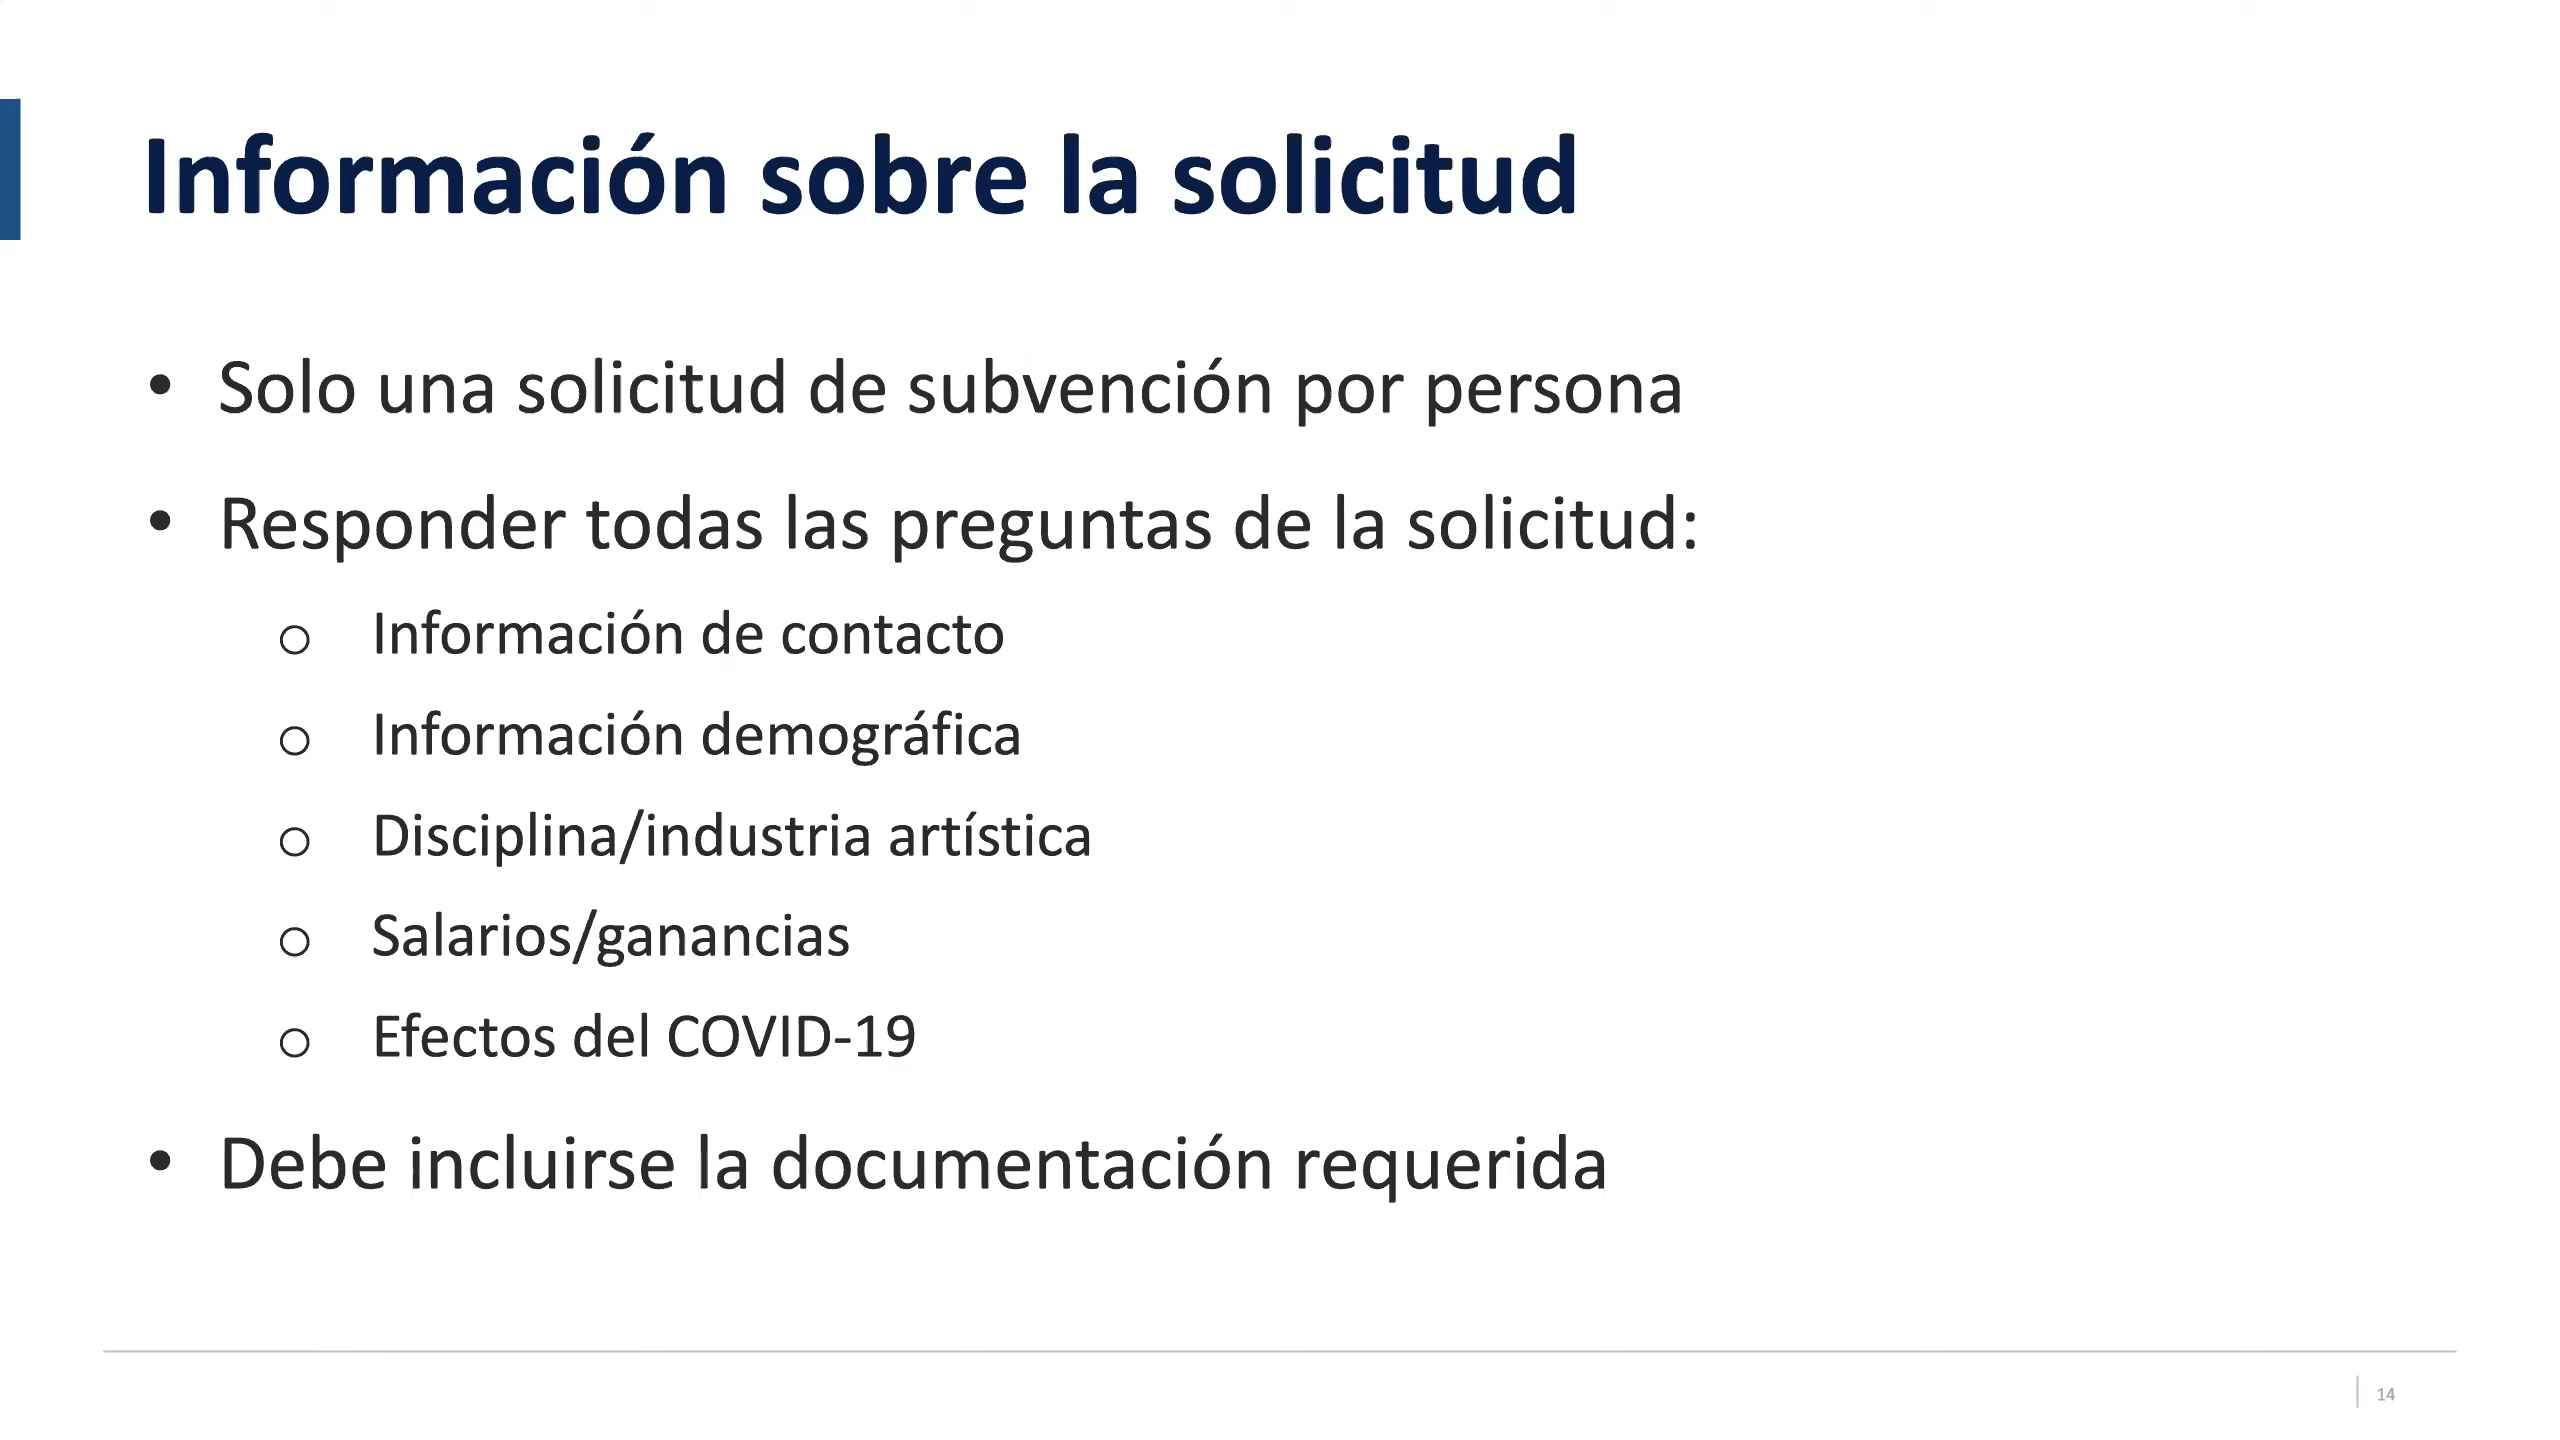 Información sobre la solicitud
• Solo una solicitud de subvención por persona
• Responder todas las preguntas de la solicitud:
o Información de contacto
o Información demográfica
o Disciplina/industria artística
o Salarios/ganancias
o Efectos del COVID-19
• Debe incluirse la documentación requerida
14